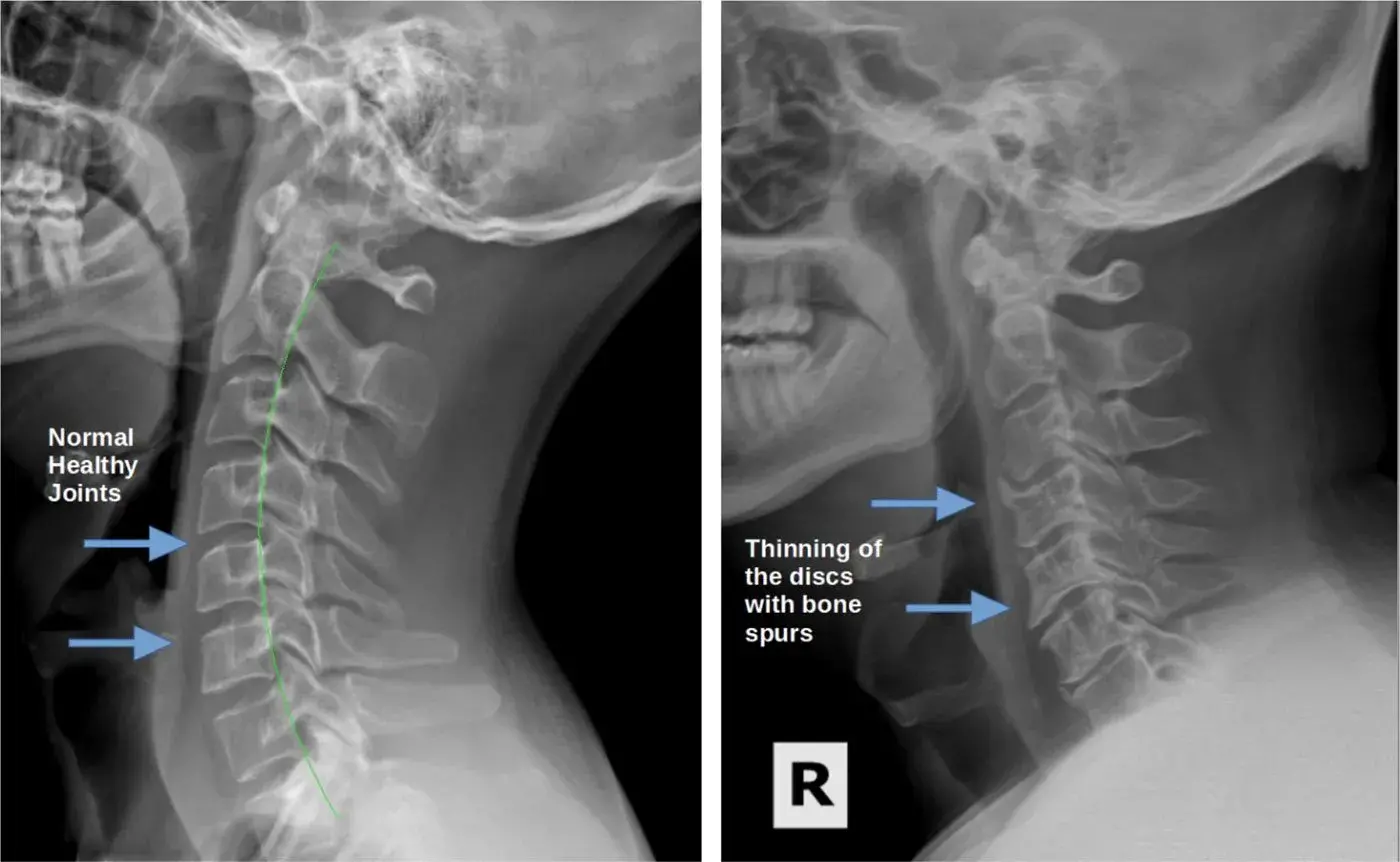 Normal
Healthy
Joints
Thinning of
the discs
with bone
spurs
R